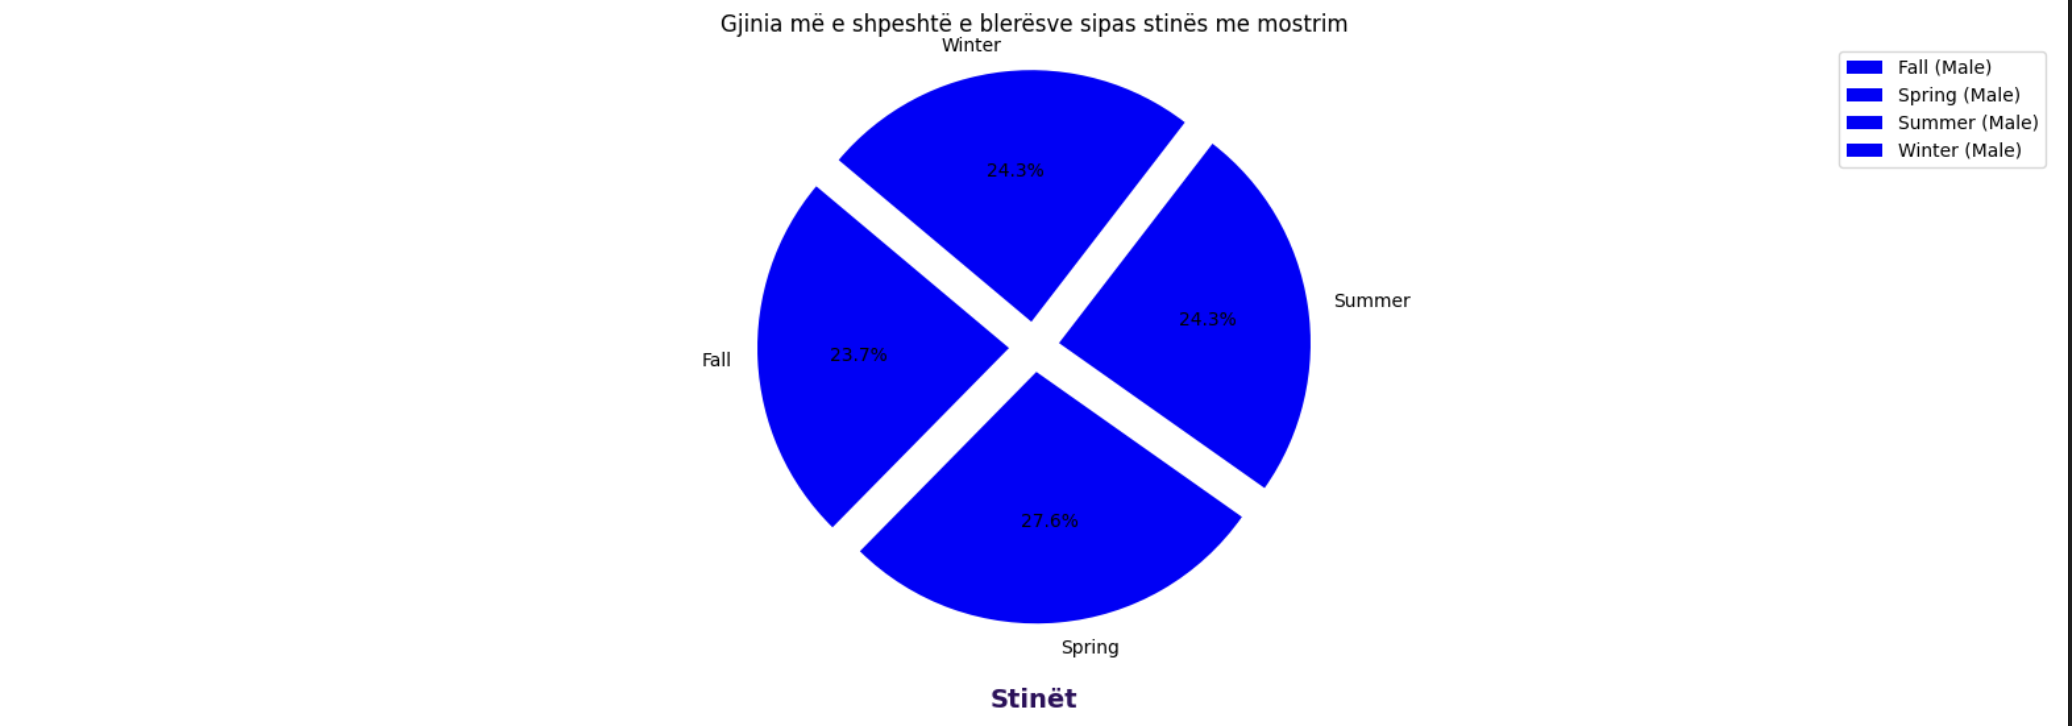 Gjinia më e shpeshtë e blerësve sipas stinës me mostrim
Winter
Fall (Male)
Spring (Male)
Summer (Male)
Winter (Male)
24.3%
Summer
24.3%
Fall
23.7%
27.6%
Spring
Stinët